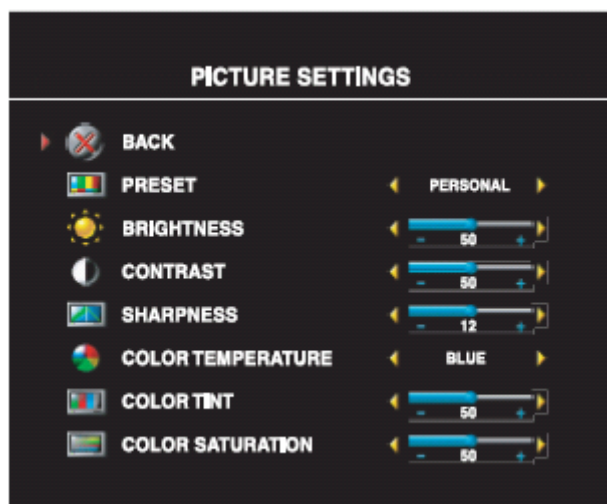 PICTURE SETTINGS
BACK
PRESET PERSONAL
BRIGHTNESS
- 50 +
CONTRAST
- 50 +
SHARPNESS
- 12 +
COLOR TEMPERATURE BLUE
COLOR TINT
- 50 +
COLOR SATURATION
- 50 +